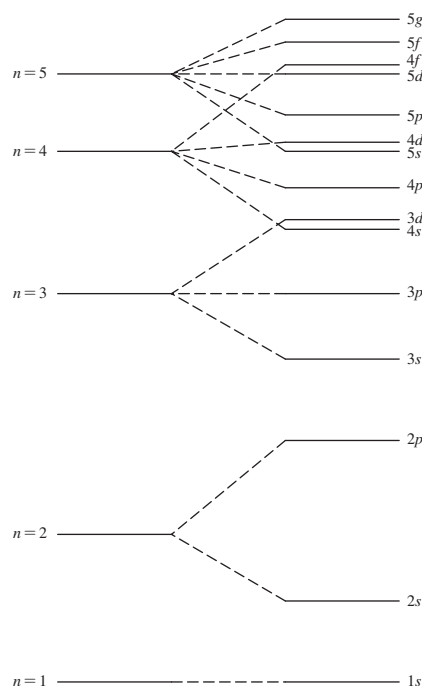 5g
5f
4f
n = 5
5d
5p
4d
n = 4
5s
4p
3d
4s
n = 3
3p
3s
2p
n = 2
2s
n = 1
1s